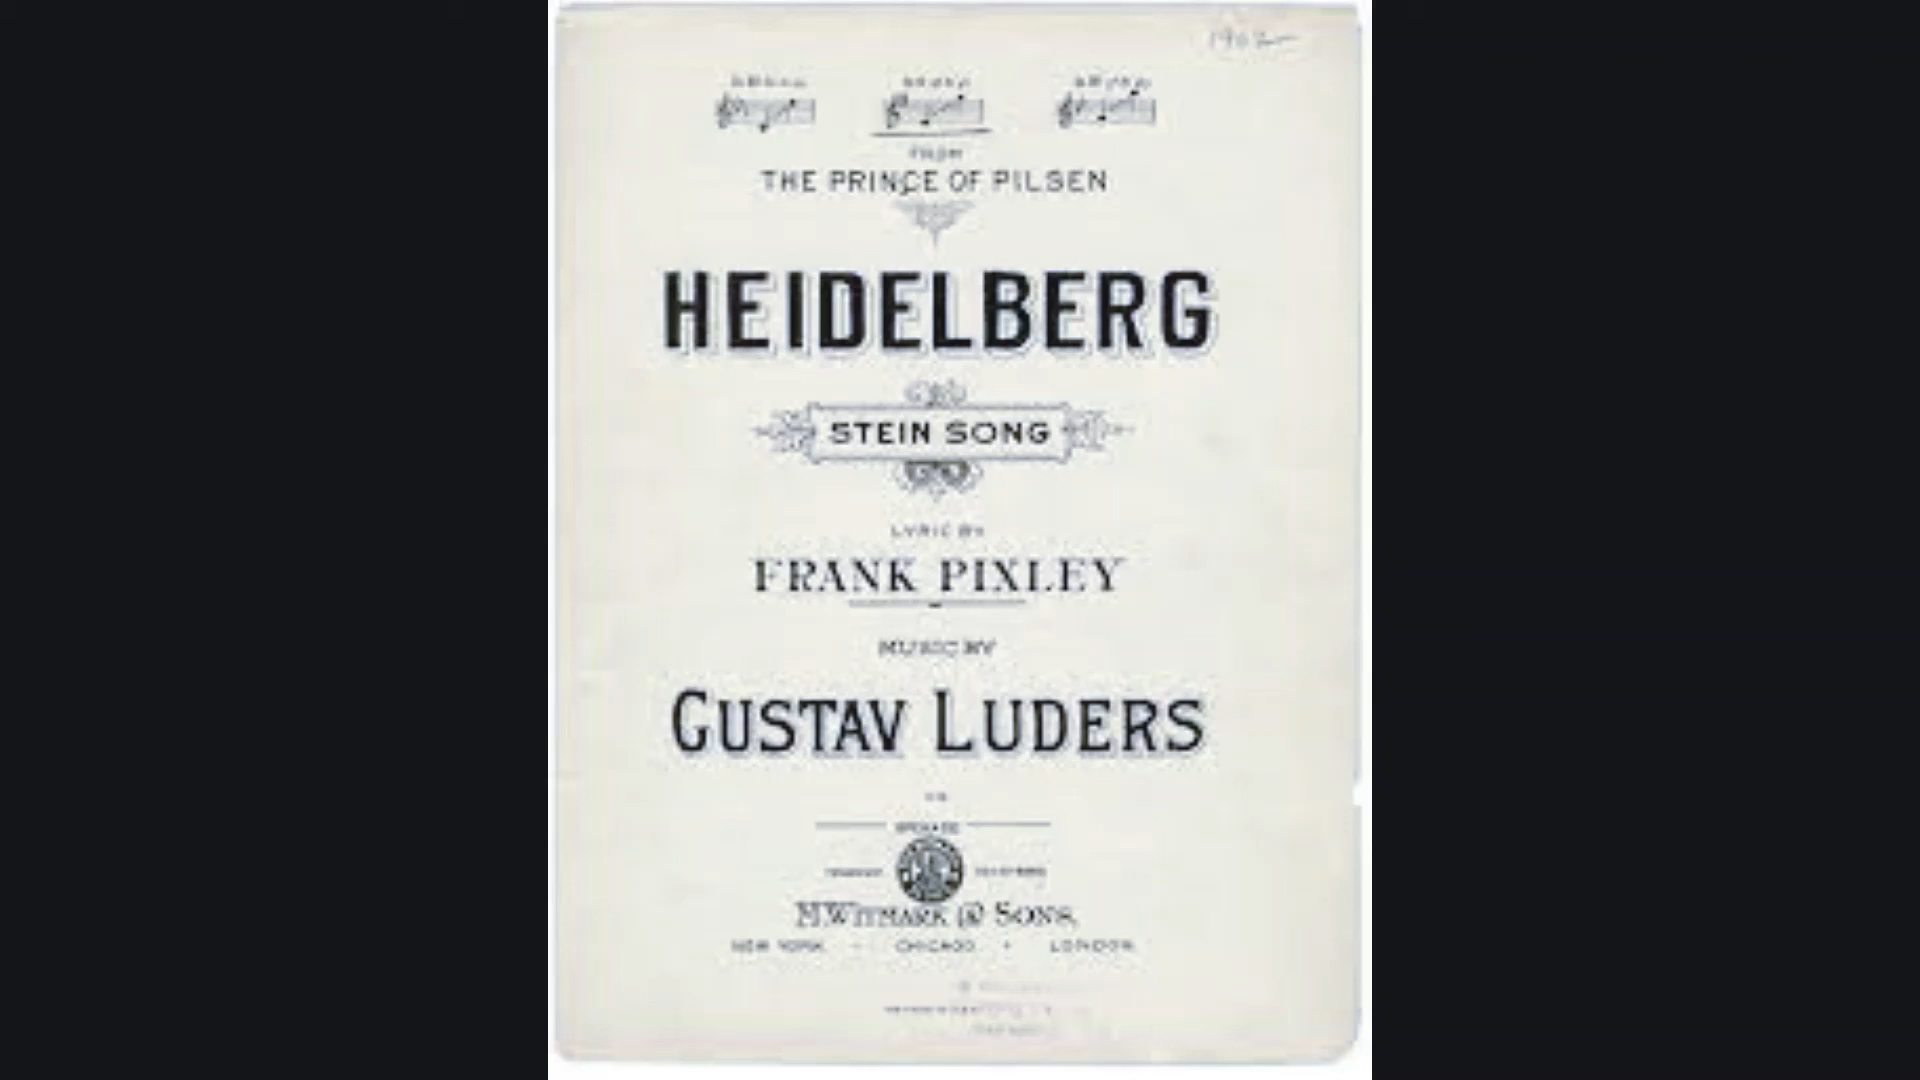 1902
FROM
THE PRINCE OF PILSEN
HEIDELBERG
STEIN SONG
LYRIC BY
FRANK PIXLEY
MUSIC BY
GUSTAV LUDERS
M. WITMARK & SONS,
NEW YORK · CHICAGO · LONDON